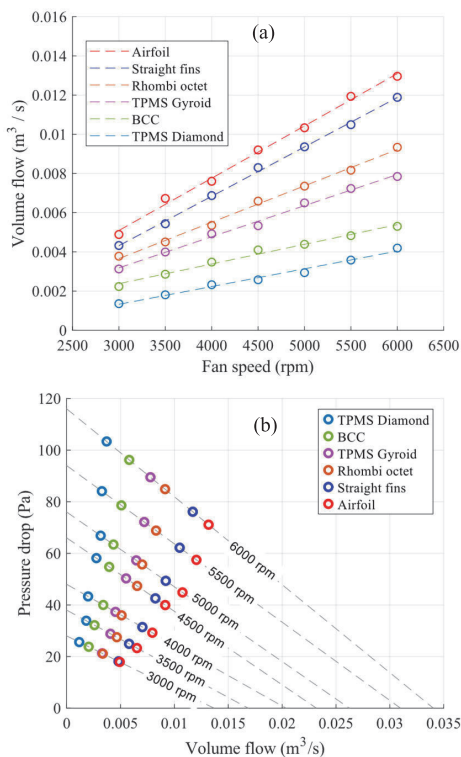 (a)
0.016
0.014
0.012
0.01
0.008
0.006
0.004
0.002
0
Volume flow (m³ / s)
Airfoil
Straight fins
Rhombi octet
TPMS Gyroid
BCC
TPMS Diamond
2500 3000 3500 4000 4500 5000 5500 6000 6500
Fan speed (rpm)
(b)
120
100
80
60
40
20
0
Pressure drop (Pa)
TPMS Diamond
BCC
TPMS Gyroid
Rhombi octet
Straight fins
Airfoil
6000 rpm
5500 rpm
5000 rpm
4500 rpm
4000 rpm
3500 rpm
3000 rpm
0 0.005 0.01 0.015 0.02 0.025 0.03 0.035
Volume flow (m³/s)